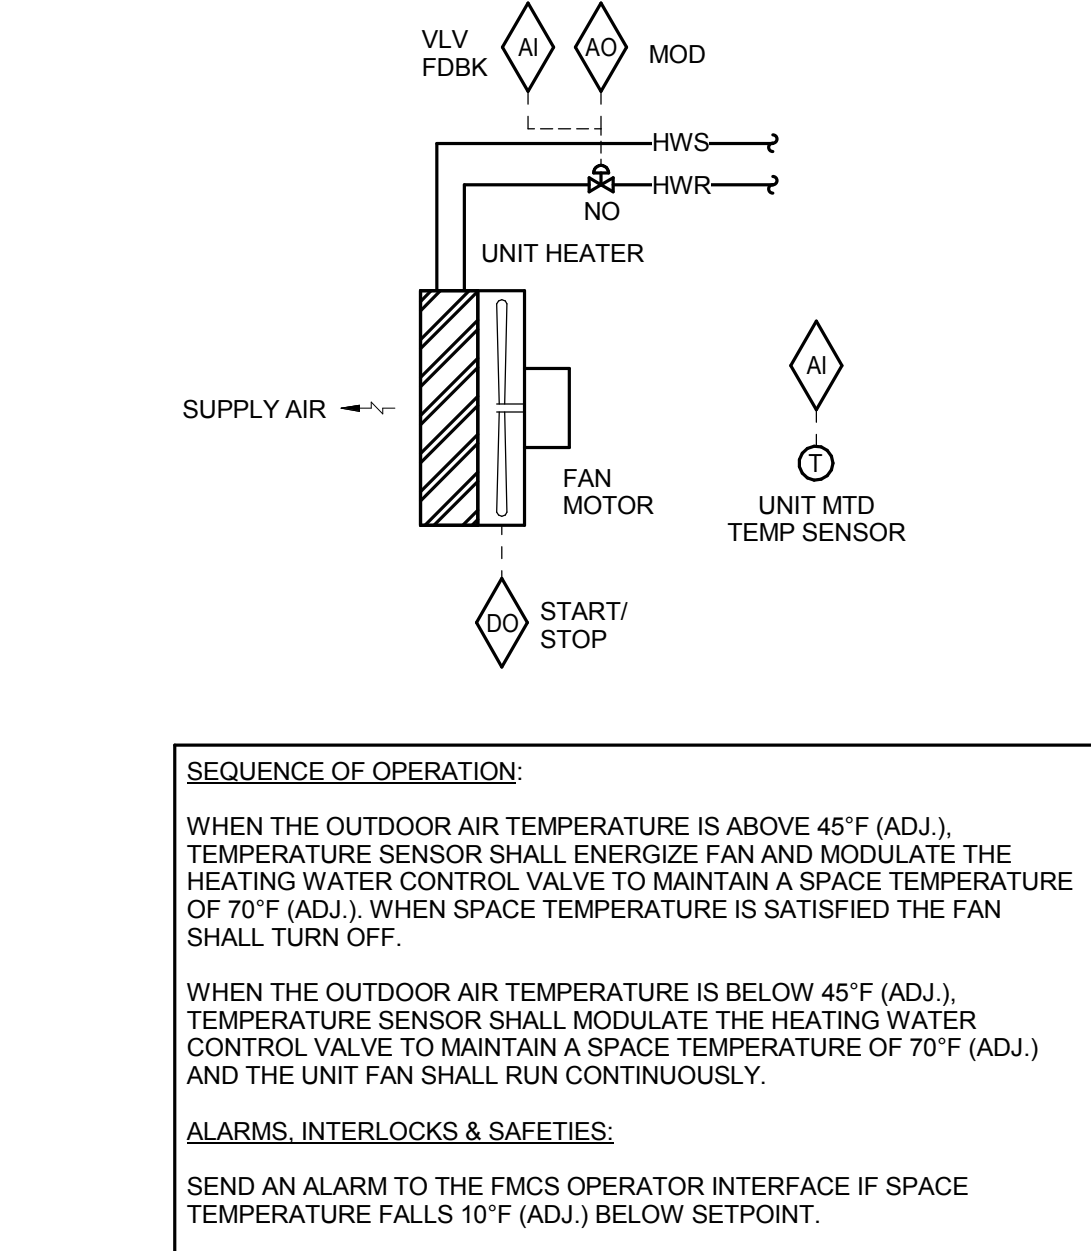 VLV
FDBK
AI
AO
MOD
HWS
HWR
NO
UNIT HEATER
AI
SUPPLY AIR
T
FAN
MOTOR
UNIT MTD
TEMP SENSOR
DO
START/
STOP
SEQUENCE OF OPERATION:
WHEN THE OUTDOOR AIR TEMPERATURE IS ABOVE 45°F (ADJ.),
TEMPERATURE SENSOR SHALL ENERGIZE FAN AND MODULATE THE
HEATING WATER CONTROL VALVE TO MAINTAIN A SPACE TEMPERATURE
OF 70°F (ADJ.). WHEN SPACE TEMPERATURE IS SATISFIED THE FAN
SHALL TURN OFF.
WHEN THE OUTDOOR AIR TEMPERATURE IS BELOW 45°F (ADJ.),
TEMPERATURE SENSOR SHALL MODULATE THE HEATING WATER
CONTROL VALVE TO MAINTAIN A SPACE TEMPERATURE OF 70°F (ADJ.)
AND THE UNIT FAN SHALL RUN CONTINUOUSLY.
ALARMS, INTERLOCKS & SAFETIES:
SEND AN ALARM TO THE FMCS OPERATOR INTERFACE IF SPACE
TEMPERATURE FALLS 10°F (ADJ.) BELOW SETPOINT.